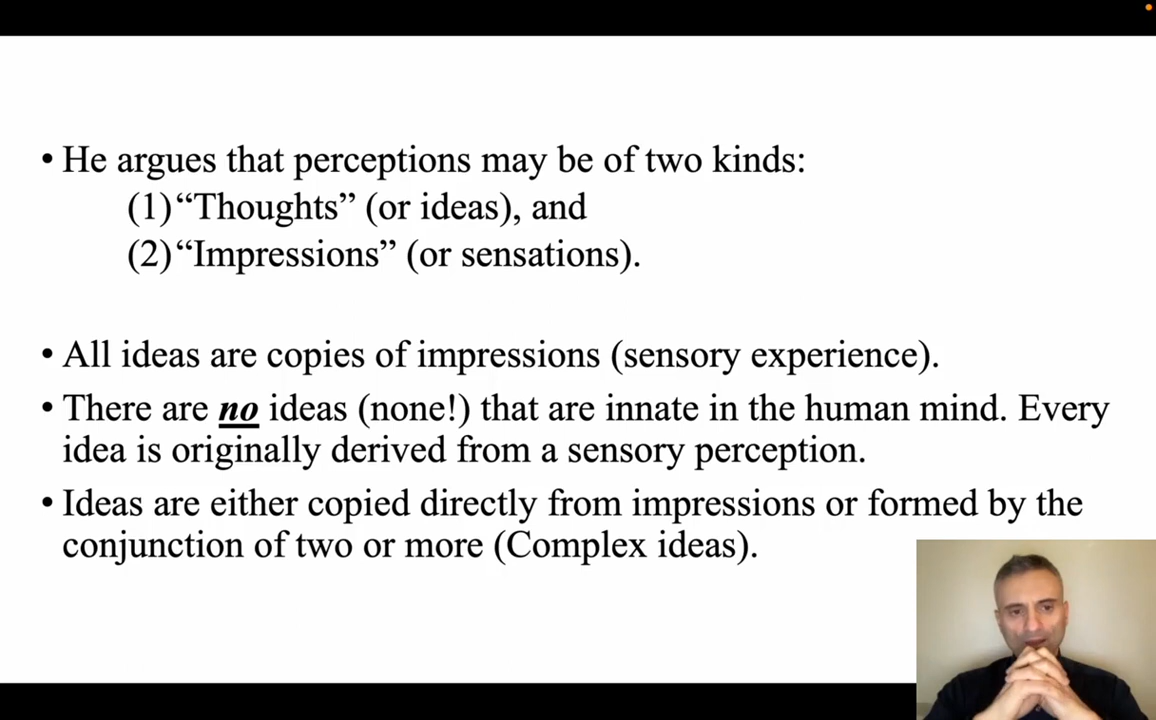 • He argues that perceptions may be of two kinds:
(1) “Thoughts” (or ideas), and
(2) “Impressions” (or sensations).
• All ideas are copies of impressions (sensory experience).
• There are no ideas (none!) that are innate in the human mind. Every
idea is originally derived from a sensory perception.
• Ideas are either copied directly from impressions or formed by the
conjunction of two or more (Complex ideas).